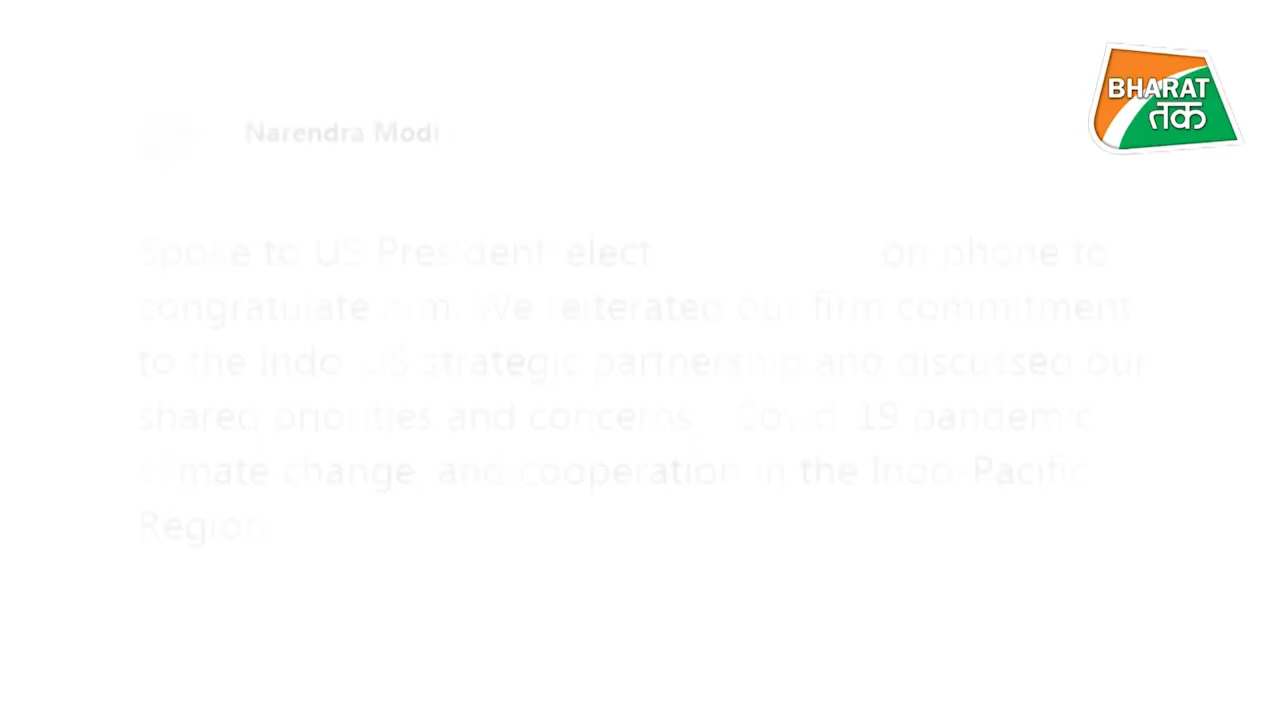 BHARAT
तक
Narendra Modi
Spoke to US President elect on phone to
congratulate him. We reiterated our firm commitment
to the Indo US strategic partnership and discussed our
shared priorities and concerns Covid 19 pandemic
climate change, and cooperation in the Indo-Pacific
Region